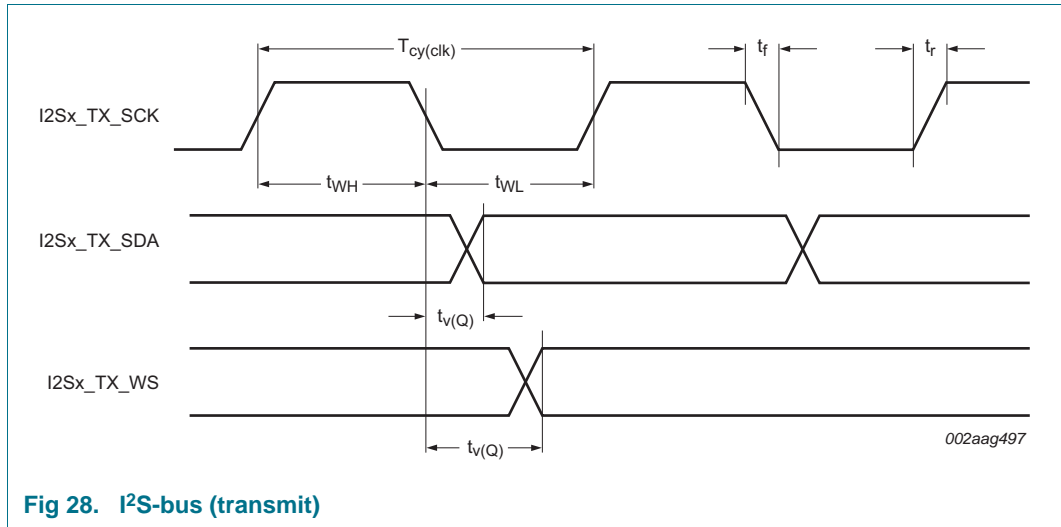 T_cy(clk)
t_f
t_r
I2Sx_TX_SCK
t_WH
t_WL
I2Sx_TX_SDA
t_v(Q)
I2Sx_TX_WS
t_v(Q)
002aag497
Fig 28. I²S-bus (transmit)